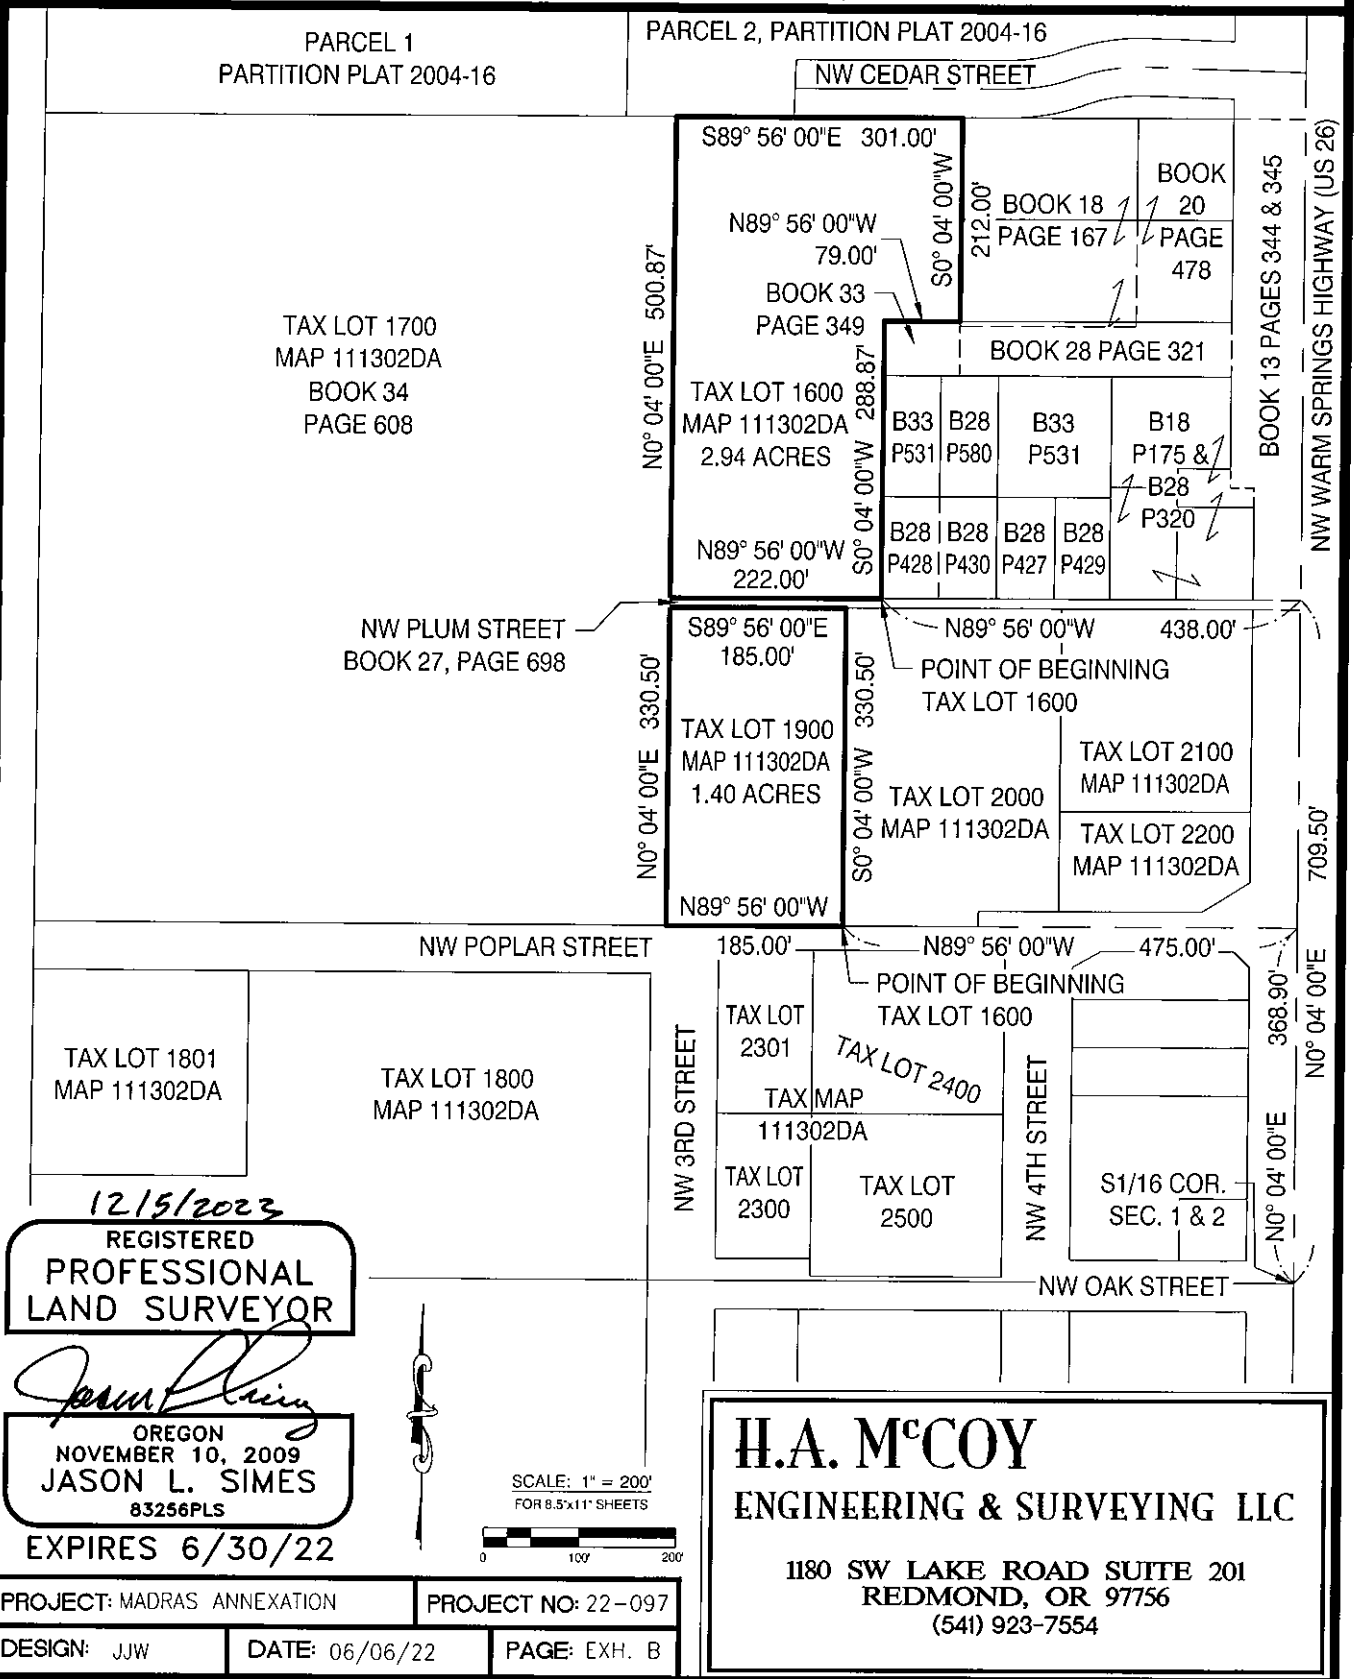 PARCEL 1
PARTITION PLAT 2004-16
PARCEL 2, PARTITION PLAT 2004-16
NW CEDAR STREET
S89° 56' 00"E 301.00'
S0° 04' 00"W
212.00'
N89° 56' 00"W
79.00'
BOOK 33
PAGE 349
BOOK 18
PAGE 167
BOOK
20
PAGE
478
BOOK 13 PAGES 344 & 345
NW WARM SPRINGS HIGHWAY (US 26)
TAX LOT 1700
MAP 111302DA
BOOK 34
PAGE 608
N0° 04' 00"E 500.87'
TAX LOT 1600
MAP 111302DA
2.94 ACRES
S0° 04' 00"W 288.87'
BOOK 28 PAGE 321
B33
P531
B28
P580
B33
P531
B18
P175 &
B28
P320
B28
P428
B28
P430
B28
P427
B28
P429
N89° 56' 00"W
222.00'
NW PLUM STREET
BOOK 27, PAGE 698
S89° 56' 00"E
185.00'
N89° 56' 00"W 438.00'
POINT OF BEGINNING
TAX LOT 1600
N0° 04' 00"E 330.50'
TAX LOT 1900
MAP 111302DA
1.40 ACRES
S0° 04' 00"W 330.50'
TAX LOT 2000
MAP 111302DA
TAX LOT 2100
MAP 111302DA
TAX LOT 2200
MAP 111302DA
N0° 04' 00"E 709.50'
N89° 56' 00"W
185.00'
NW POPLAR STREET
N89° 56' 00"W 475.00'
POINT OF BEGINNING
TAX LOT 1600
N0° 04' 00"E 368.90'
TAX LOT 1801
MAP 111302DA
TAX LOT 1800
MAP 111302DA
NW 3RD STREET
TAX LOT
2301
TAX LOT 2400
TAX MAP
111302DA
TAX LOT
2300
TAX LOT
2500
NW 4TH STREET
S1/16 COR.
SEC. 1 & 2
NW OAK STREET
12/5/2023
REGISTERED
PROFESSIONAL
LAND SURVEYOR
OREGON
NOVEMBER 10, 2009
JASON L. SIMES
83256PLS
EXPIRES 6/30/22
SCALE: 1" = 200'
FOR 8.5"x11" SHEETS
0 100' 200'
H.A. McCOY
ENGINEERING & SURVEYING LLC
1180 SW LAKE ROAD SUITE 201
REDMOND, OR 97756
(541) 923-7554
PROJECT: MADRAS ANNEXATION
PROJECT NO: 22-097
DESIGN: JJW
DATE: 06/06/22
PAGE: EXH. B